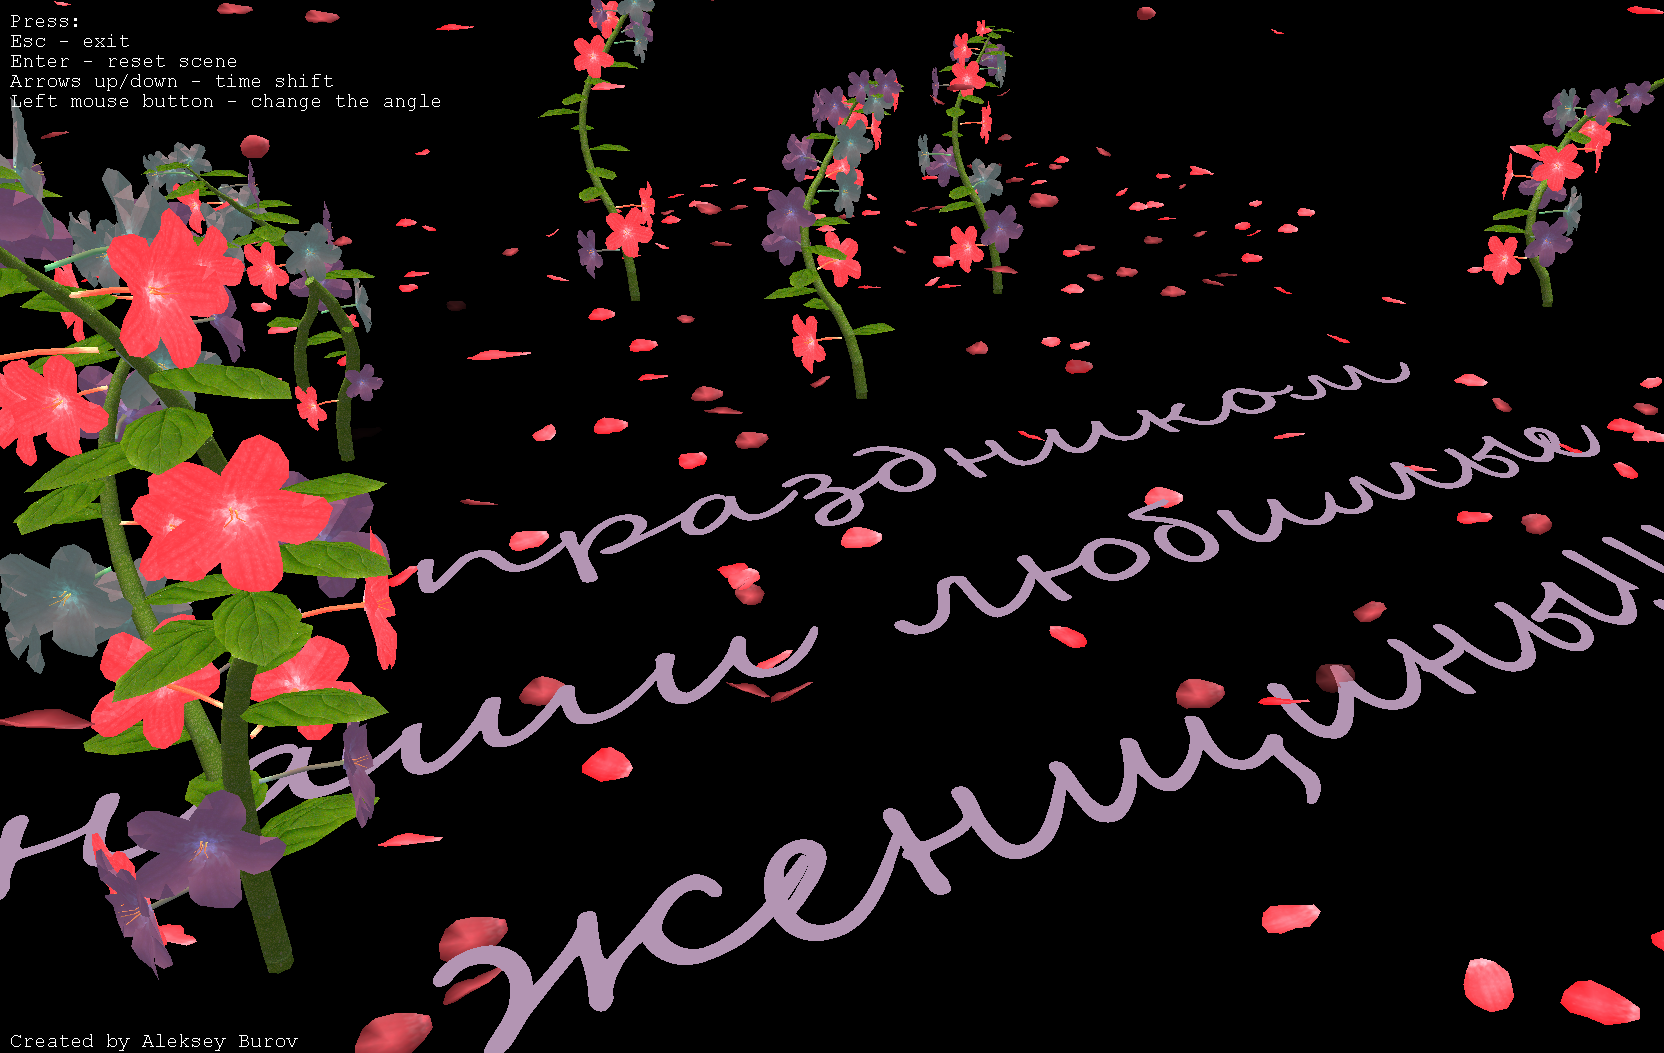 Press:
Esc - exit
Enter - reset scene
Arrows up/down - time shift
Left mouse button - change the angle
праздником
наши любимые
женщины!!
Created by Aleksey Burov